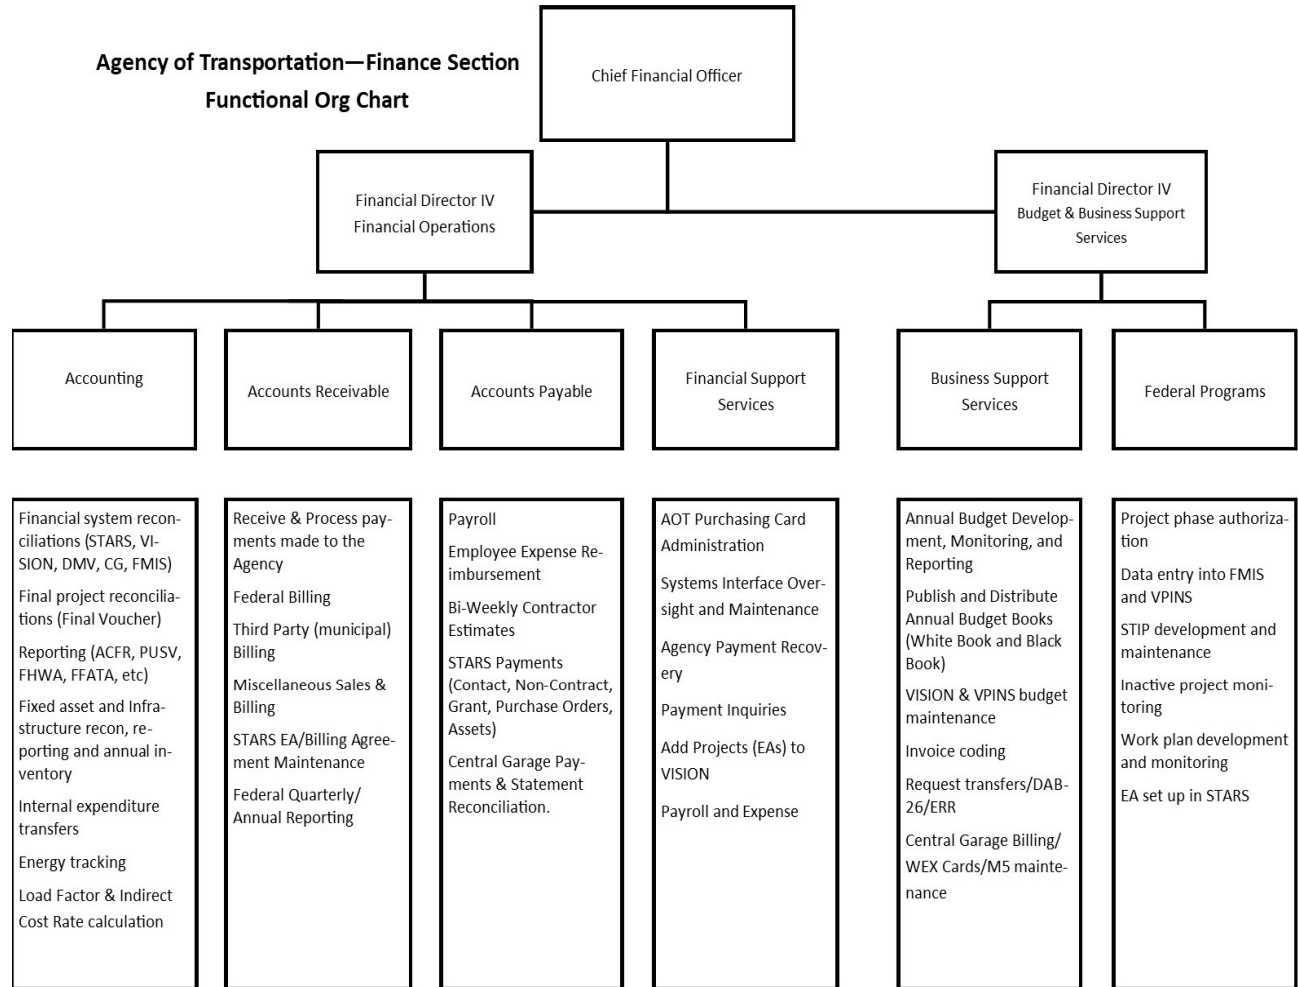 Agency of Transportation—Finance Section
Functional Org Chart
Chief Financial Officer
Financial Director IV
Financial Operations
Financial Director IV
Budget & Business Support
Services
Accounting
Accounts Receivable
Accounts Payable
Financial Support
Services
Business Support
Services
Federal Programs
Financial system recon-
ciliations (STARS, VI-
SION, DMV, CG, FMIS)
Final project reconcilia-
tions (Final Voucher)
Reporting (ACFR, PUSV,
FHWA, FFATA, etc)
Fixed asset and Infra-
structure recon, re-
porting and annual in-
ventory
Internal expenditure
transfers
Energy tracking
Load Factor & Indirect
Cost Rate calculation
Receive & Process pay-
ments made to the
Agency
Federal Billing
Third Party (municipal)
Billing
Miscellaneous Sales &
Billing
STARS EA/Billing Agree-
ment Maintenance
Federal Quarterly/
Annual Reporting
Payroll
Employee Expense Re-
imbursement
Bi-Weekly Contractor
Estimates
STARS Payments
(Contact, Non-Contract,
Grant, Purchase Orders,
Assets)
Central Garage Pay-
ments & Statement
Reconciliation.
AOT Purchasing Card
Administration
Systems Interface Over-
sight and Maintenance
Agency Payment Recov-
ery
Payment Inquiries
Add Projects (EAs) to
VISION
Payroll and Expense
Annual Budget Develop-
ment, Monitoring, and
Reporting
Publish and Distribute
Annual Budget Books
(White Book and Black
Book)
VISION & VPINS budget
maintenance
Invoice coding
Request transfers/DAB-
26/ERR
Central Garage Billing/
WEX Cards/M5 mainte-
nance
Project phase authoriza-
tion
Data entry into FMIS
and VPINS
STIP development and
maintenance
Inactive project moni-
toring
Work plan development
and monitoring
EA set up in STARS